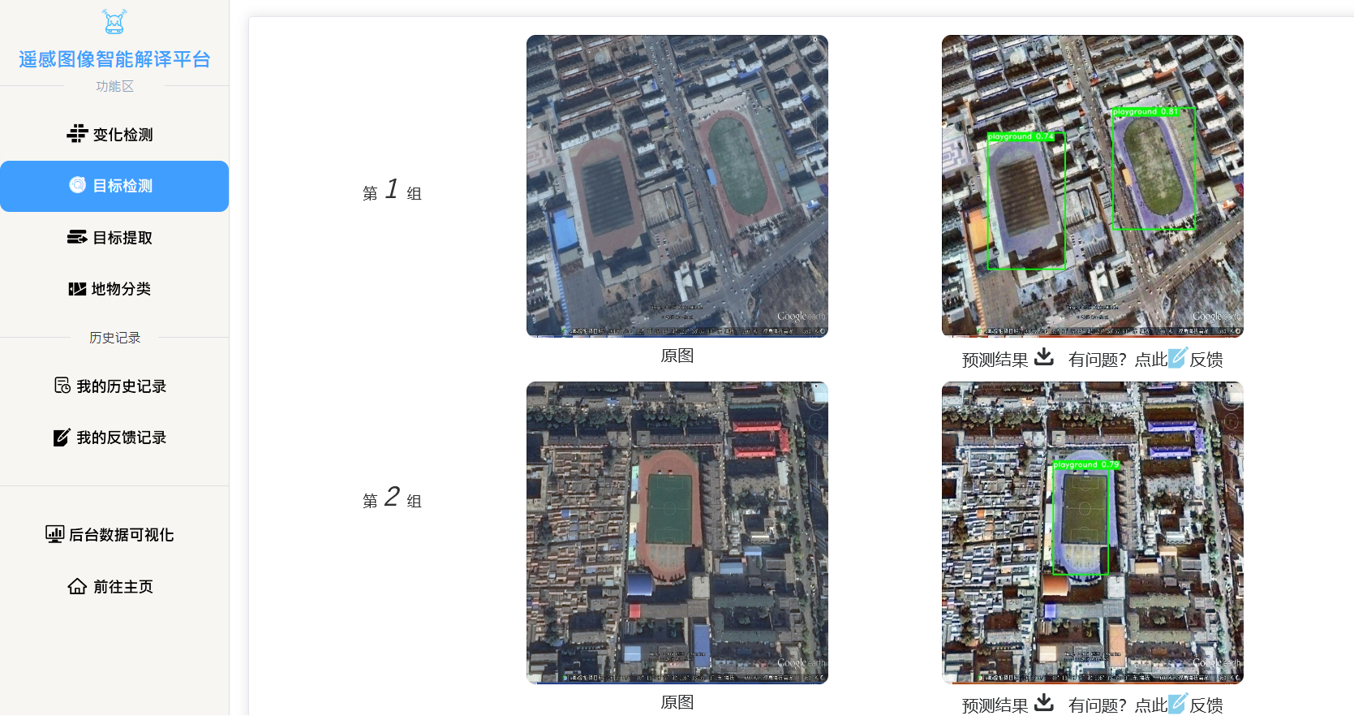 遥感图像智能解译平台
功能区
变化检测
目标检测
目标提取
地物分类
历史记录
我的历史记录
我的反馈记录
后台数据可视化
前往主页
第 1 组
playground 0.74
playground 0.81
Google earth
Google earth
原图
预测结果 有问题？点此反馈
第 2 组
playground 0.79
Google earth
Google earth
原图
预测结果 有问题？点此反馈